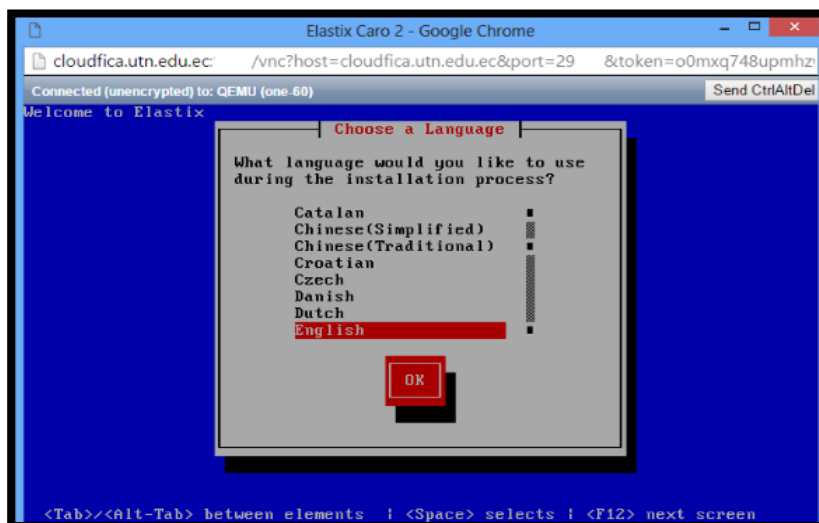 Elastix Caro 2 - Google Chrome
cloudfica.utn.edu.ec: /vnc?host=cloudfica.utn.edu.ec&port=29 &token=o0mxq748upmhz
Connected (unencrypted) to: QEMU (one-60)
Send CtrlAltDel
Welcome to Elastix
Choose a Language
What language would you like to use
during the installation process?
Catalan
Chinese(Simplified)
Chinese(Traditional)
Croatian
Czech
Danish
Dutch
English
OK
<Tab>/<Alt-Tab> between elements | <Space> selects | <F12> next screen